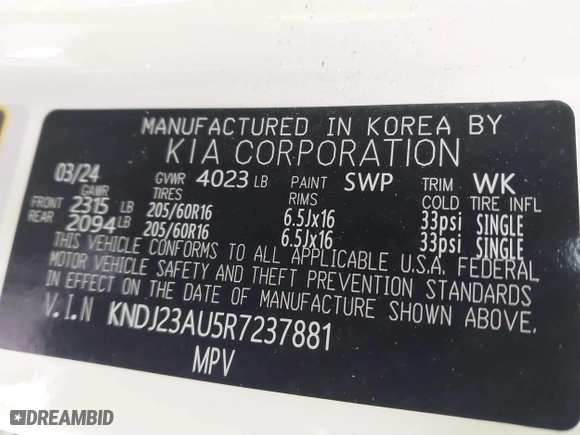 MANUFACTURED IN KOREA BY
KIA CORPORATION
03/24 GVWR 4023 LB PAINT SWP TRIM WK
GAWR TIRES RIMS COLD TIRE INFL
FRONT 2315 LB 205/60R16 6.5Jx16 33psi SINGLE
REAR 2094 LB 205/60R16 6.5Jx16 33psi SINGLE
THIS VEHICLE CONFORMS TO ALL APPLICABLE U.S.A. FEDERAL
MOTOR VEHICLE SAFETY AND THEFT PREVENTION STANDARDS
IN EFFECT ON THE DATE OF MANUFACTURE SHOWN ABOVE.
V.I.N KNDJ23AU5R7237881
MPV
DREAMBID